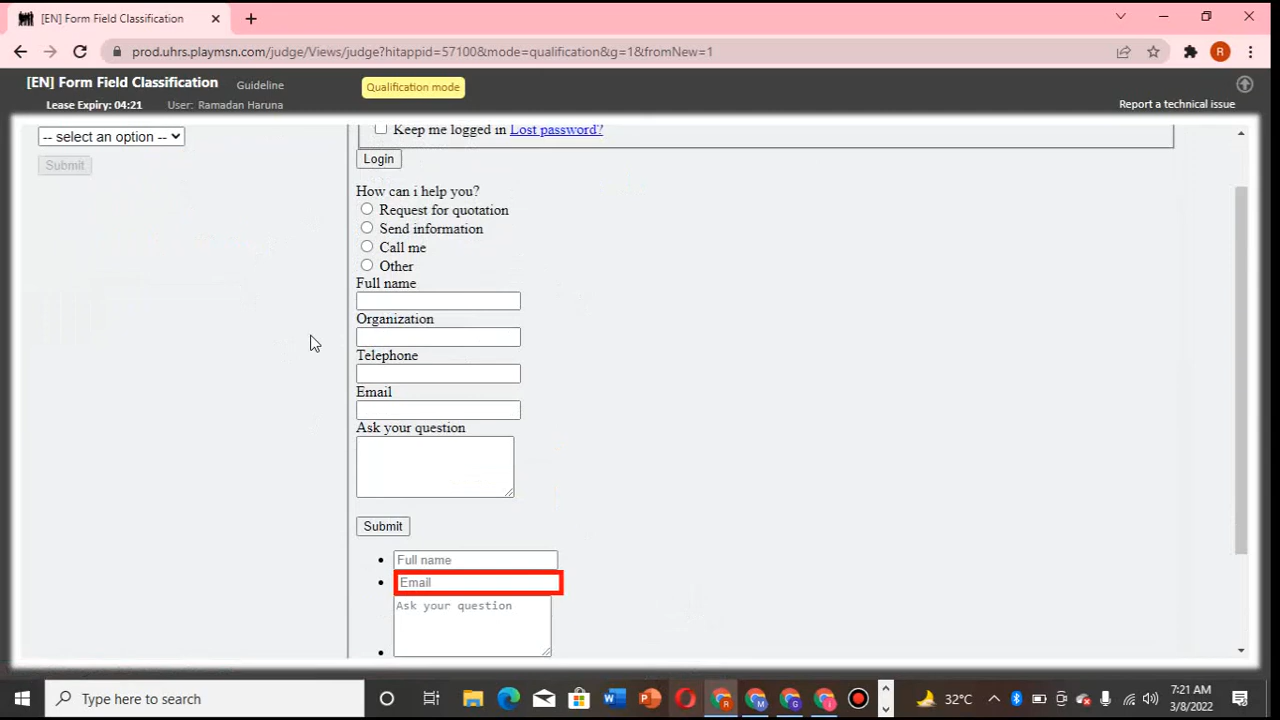 [EN] Form Field Classification
prod.uhrs.playmsn.com/judge/Views/judge?hitappid=57100&mode=qualification&g=1&fromNew=1
R
[EN] Form Field Classification
Guideline
Qualification mode
Lease Expiry: 04:21
User: Ramadan Haruna
Report a technical issue
-- select an option --
Submit
Keep me logged in Lost password?
Login
How can i help you?
Request for quotation
Send information
Call me
Other
Full name
Organization
Telephone
Email
Ask your question
Submit
Full name
Email
Ask your question
Type here to search
32°C
7:21 AM
3/8/2022